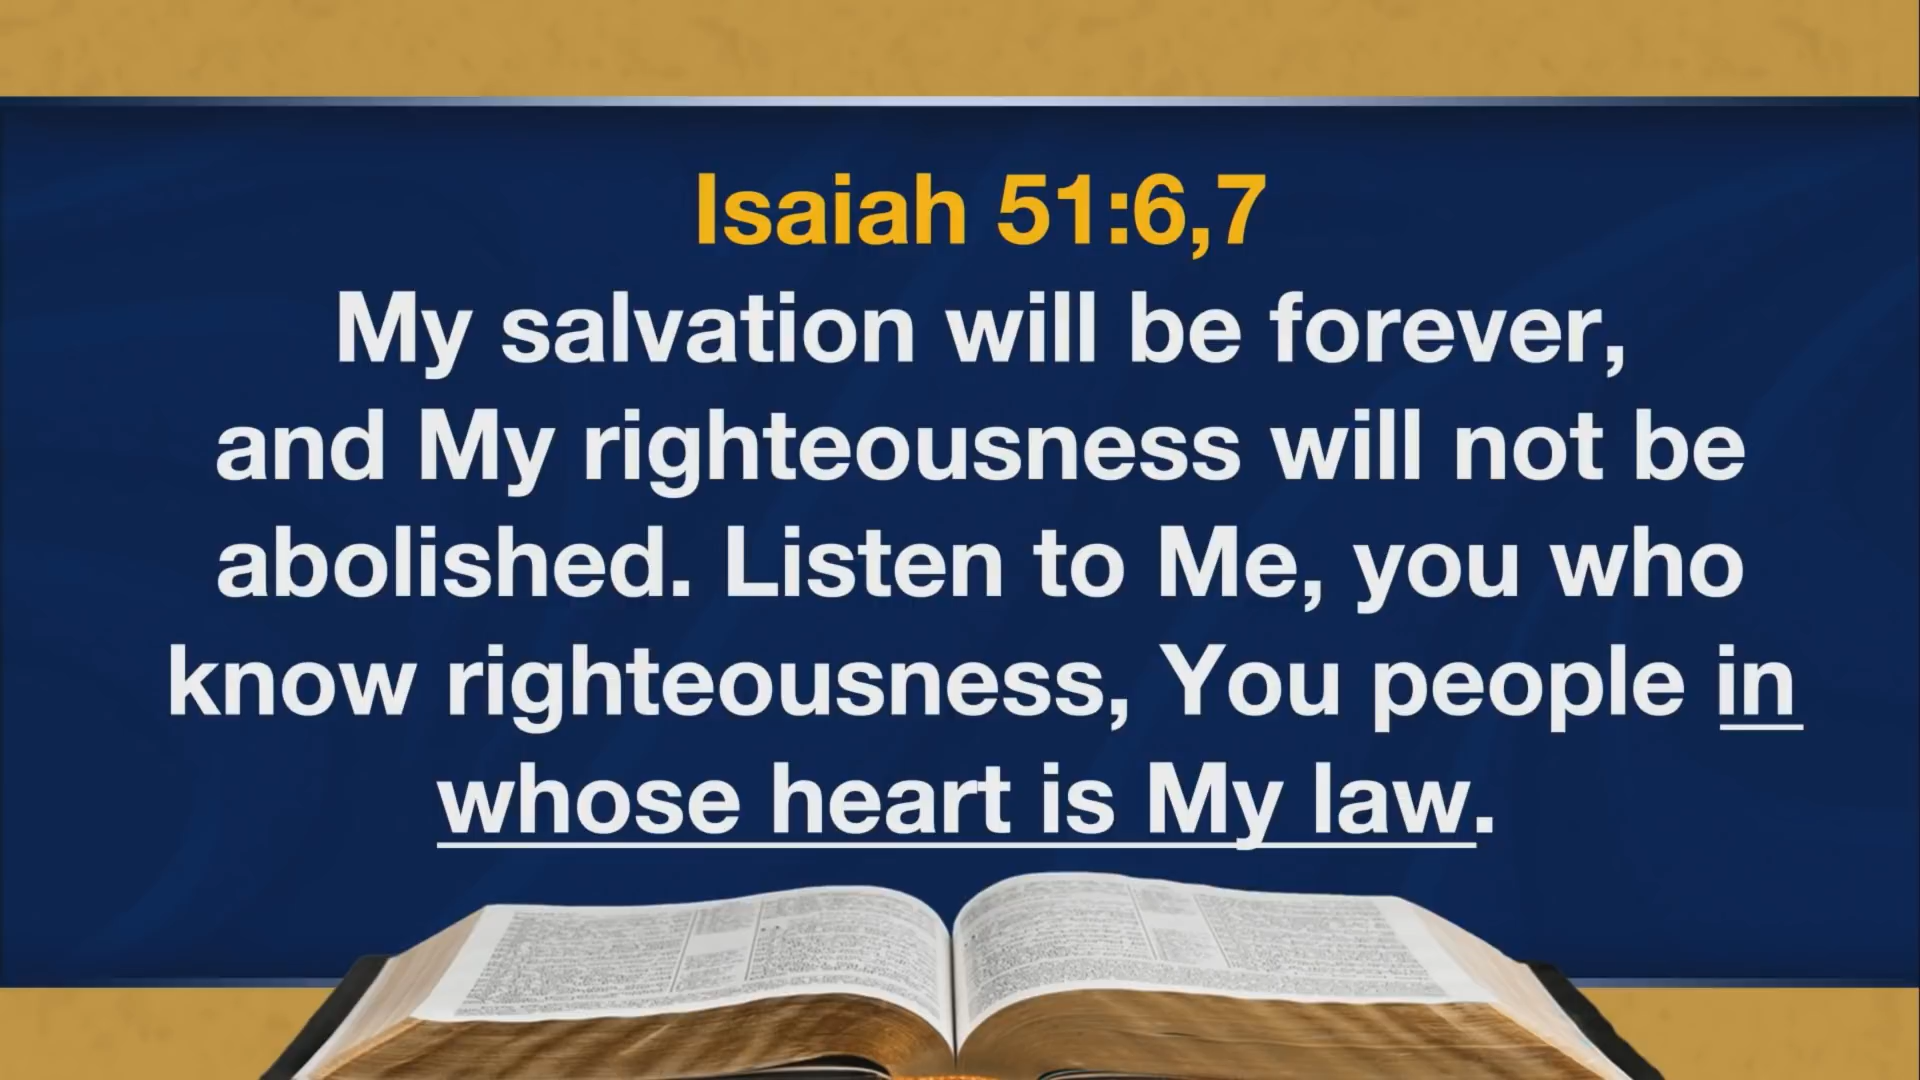 Isaiah 51:6,7
My salvation will be forever,
and My righteousness will not be
abolished. Listen to Me, you who
know righteousness, You people in
whose heart is My law.